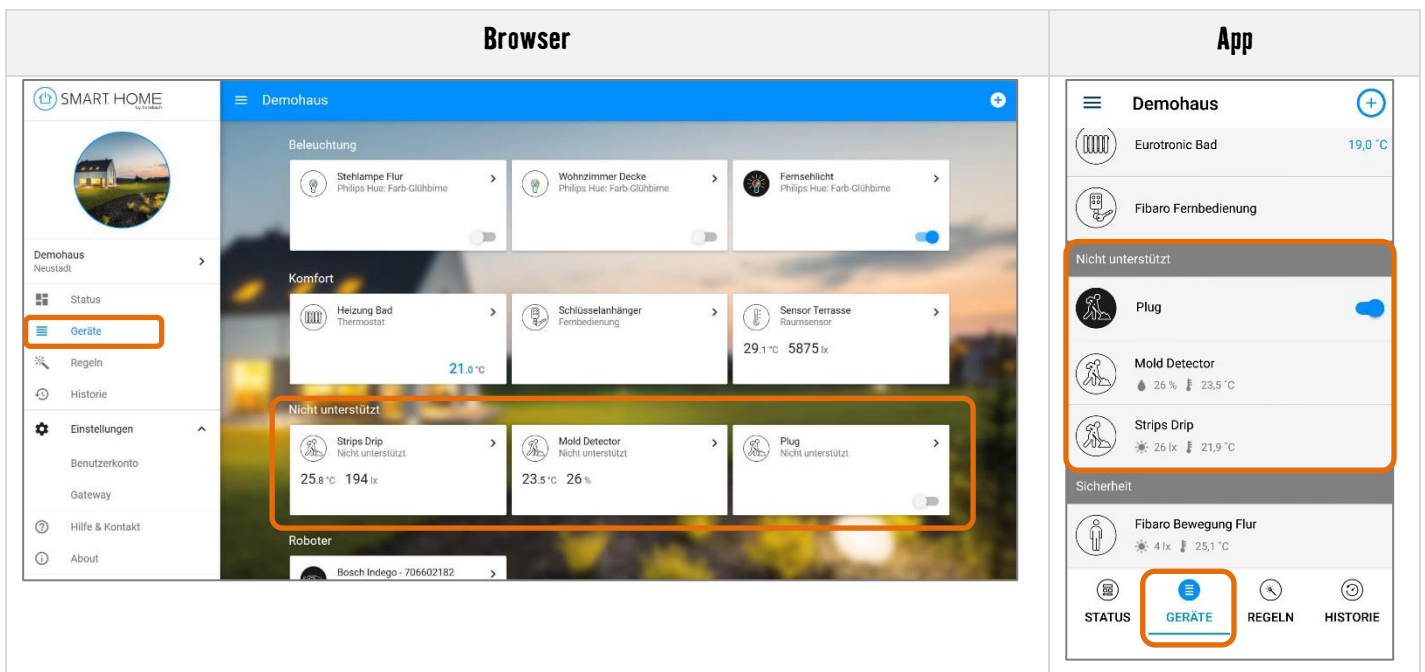 Browser
App
SMART HOME
by hornbach
Demohaus
Neustadt
Status
Geräte
Regeln
Historie
Einstellungen
Benutzerkonto
Gateway
Hilfe & Kontakt
About
Demohaus
Beleuchtung
Stehlampe Flur
Philips Hue: Farb-Glühbirne
Wohnzimmer Decke
Philips Hue: Farb-Glühbirne
Fernsehlicht
Philips Hue: Farb-Glühbirne
Komfort
Heizung Bad
Thermostat
21.0 °C
Schlüsselanhänger
Fernbedienung
Sensor Terrasse
Raumsensor
29.1 °C 5875 lx
Nicht unterstützt
Strips Drip
Nicht unterstützt
25.8 °C 194 lx
Mold Detector
Nicht unterstützt
23.5 °C 26 %
Plug
Nicht unterstützt
Roboter
Bosch Indego - 706602182
Demohaus
Eurotronic Bad 19,0 °C
Fibaro Fernbedienung
Nicht unterstützt
Plug
Mold Detector
26 % 23,5 °C
Strips Drip
26 lx 21,9 °C
Sicherheit
Fibaro Bewegung Flur
4 lx 25,1 °C
STATUS GERÄTE REGELN HISTORIE